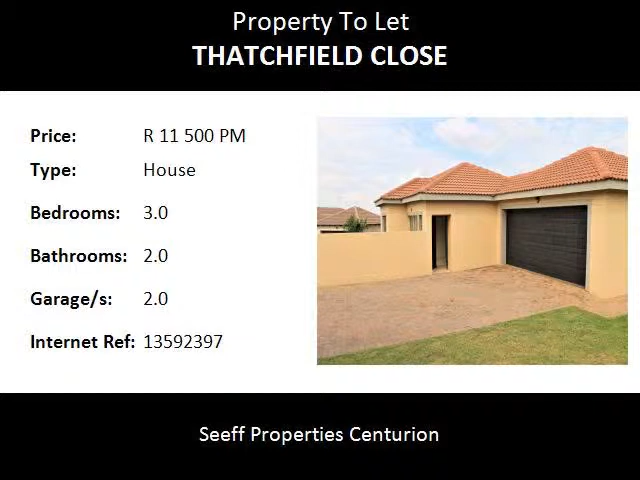 Property To Let
THATCHFIELD CLOSE
Price: R 11 500 PM
Type: House
Bedrooms: 3.0
Bathrooms: 2.0
Garage/s: 2.0
Internet Ref: 13592397
Seeff Properties Centurion